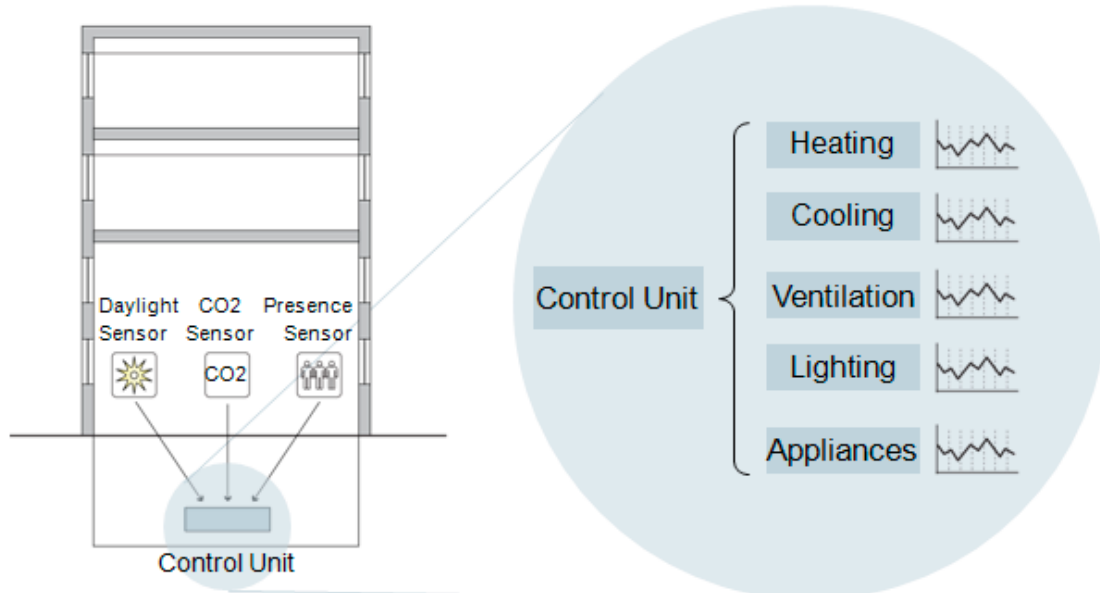 Daylight CO2 Presence
Sensor Sensor Sensor
CO2
Control Unit
Control Unit
Heating
Cooling
Ventilation
Lighting
Appliances